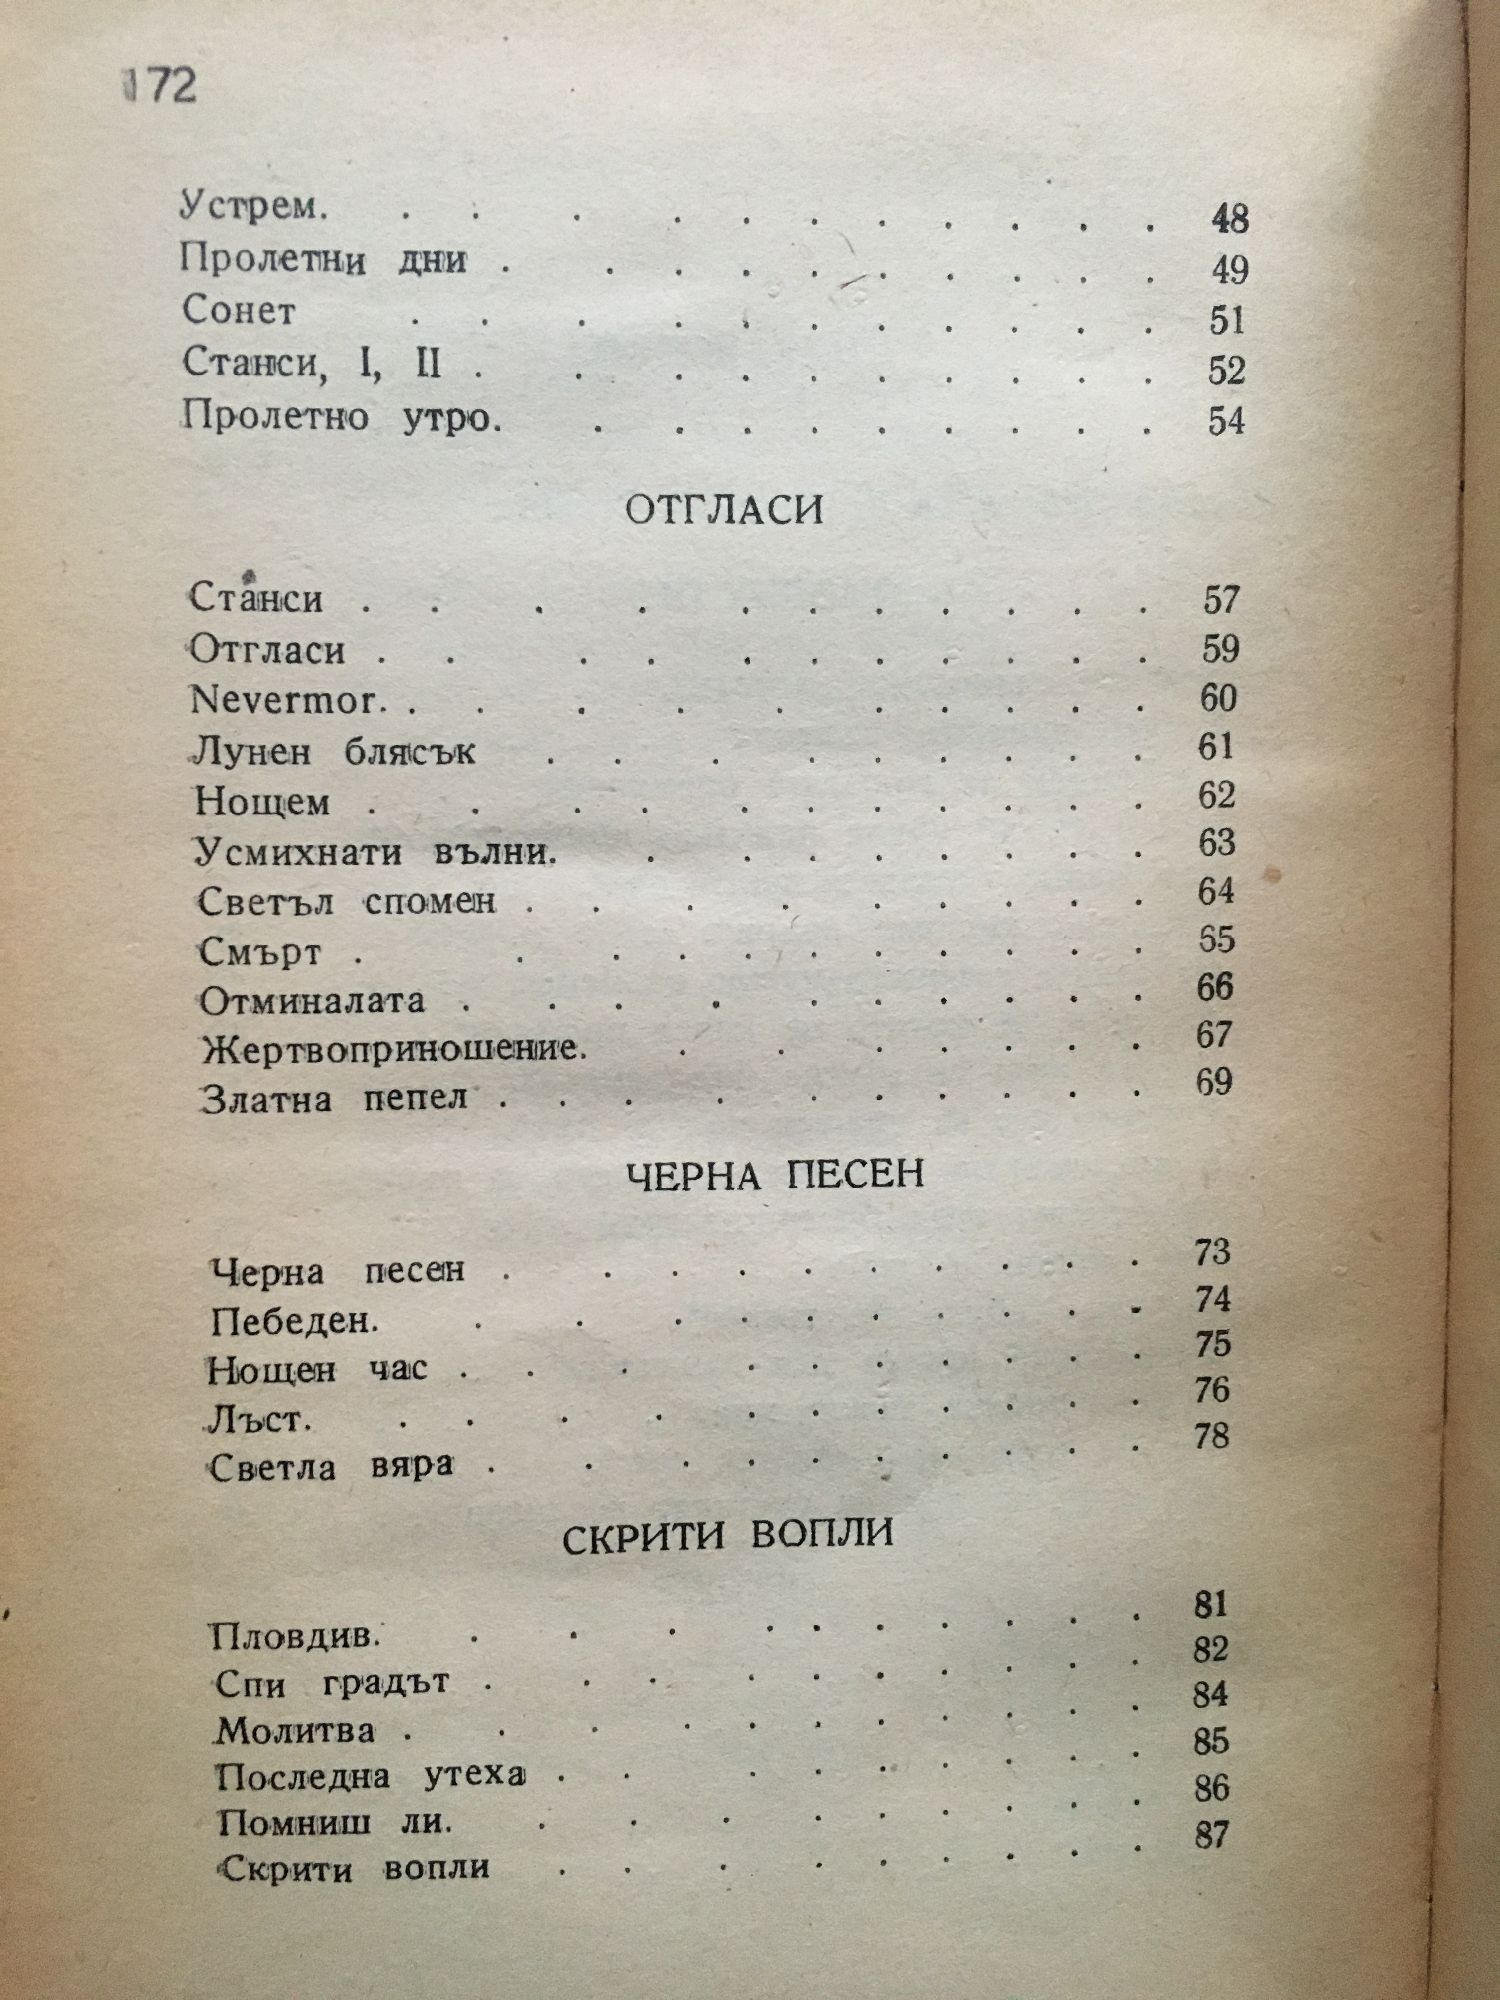 172
Устрем. . . . . . . . . . . . 48
Пролетни дни . . . . . . . . . . 49
Сонет . . . . . . . . . . . 51
Станси, I, II . . . . . . . . . . 52
Пролетно утро. . . . . . . . . . 54
ОТГЛАСИ
Станси . . . . . . . . . . . 57
Отгласи . . . . . . . . . . . 59
Nevermor. . . . . . . . . . . 60
Лунен блясък . . . . . . . . . 61
Нощем . . . . . . . . . . . 62
Усмихнати вълни. . . . . . . . 63
Светъл спомен . . . . . . . . 64
Смърт . . . . . . . . . . . 65
Отминалата . . . . . . . . . 66
Жертвоприношение. . . . . . . 67
Златна пепел . . . . . . . . . . 69
ЧЕРНА ПЕСЕН
Черна песен . . . . . . . . . . 73
Пебеден. . . . . . . . . . . 74
Нощен час . . . . . . . . . . 75
Лъст. . . . . . . . . . . . 76
Светла вяра . . . . . . . . . 78
СКРИТИ ВОПЛИ
Пловдив. . . . . . . . . . . 81
Спи градът . . . . . . . . . . 82
Молитва . . . . . . . . . . . 84
Последна утеха . . . . . . . . . 85
Помниш ли. . . . . . . . . . 86
Скрити вопли . . . . . . . . . 87